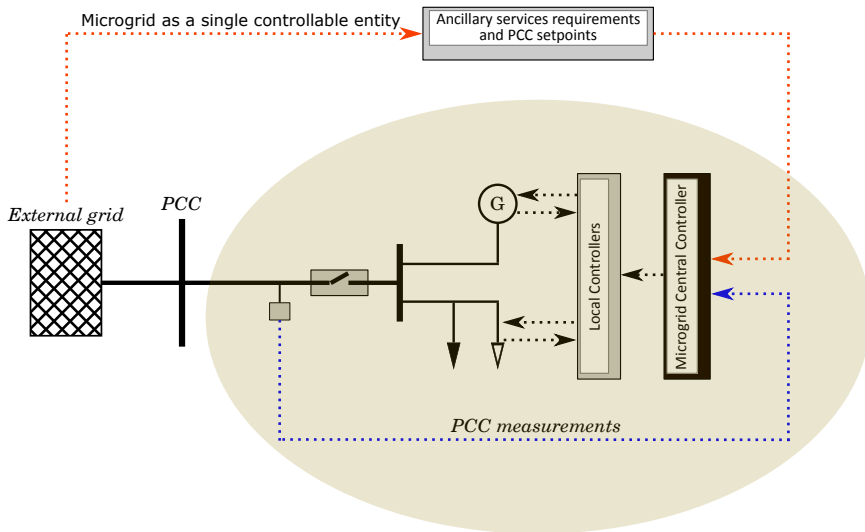 Microgrid as a single controllable entity
Ancillary services requirements
and PCC setpoints
External grid
PCC
G
Local Controllers
Microgrid Central Controller
PCC measurements